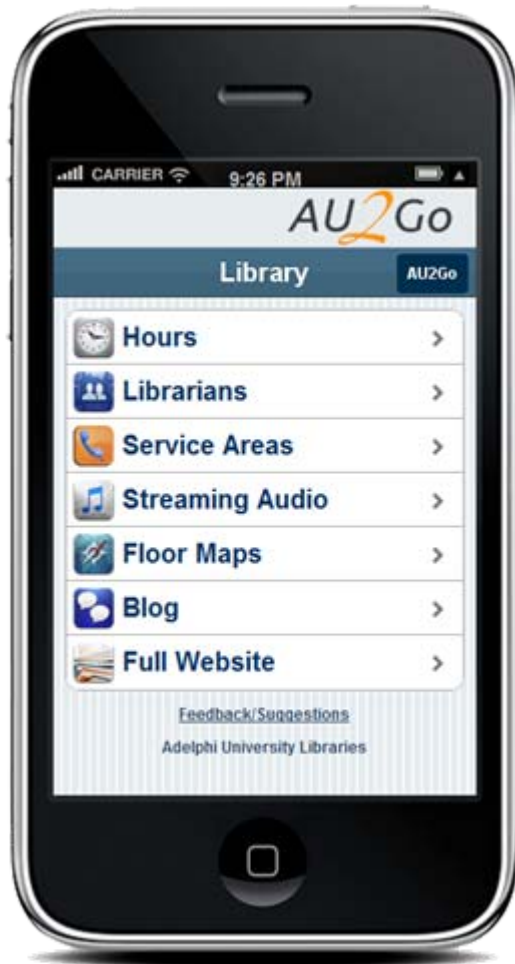 CARRIER 9:26 PM
AU2Go
Library AU2Go
Hours
Librarians
Service Areas
Streaming Audio
Floor Maps
Blog
Full Website
Feedback/Suggestions
Adelphi University Libraries